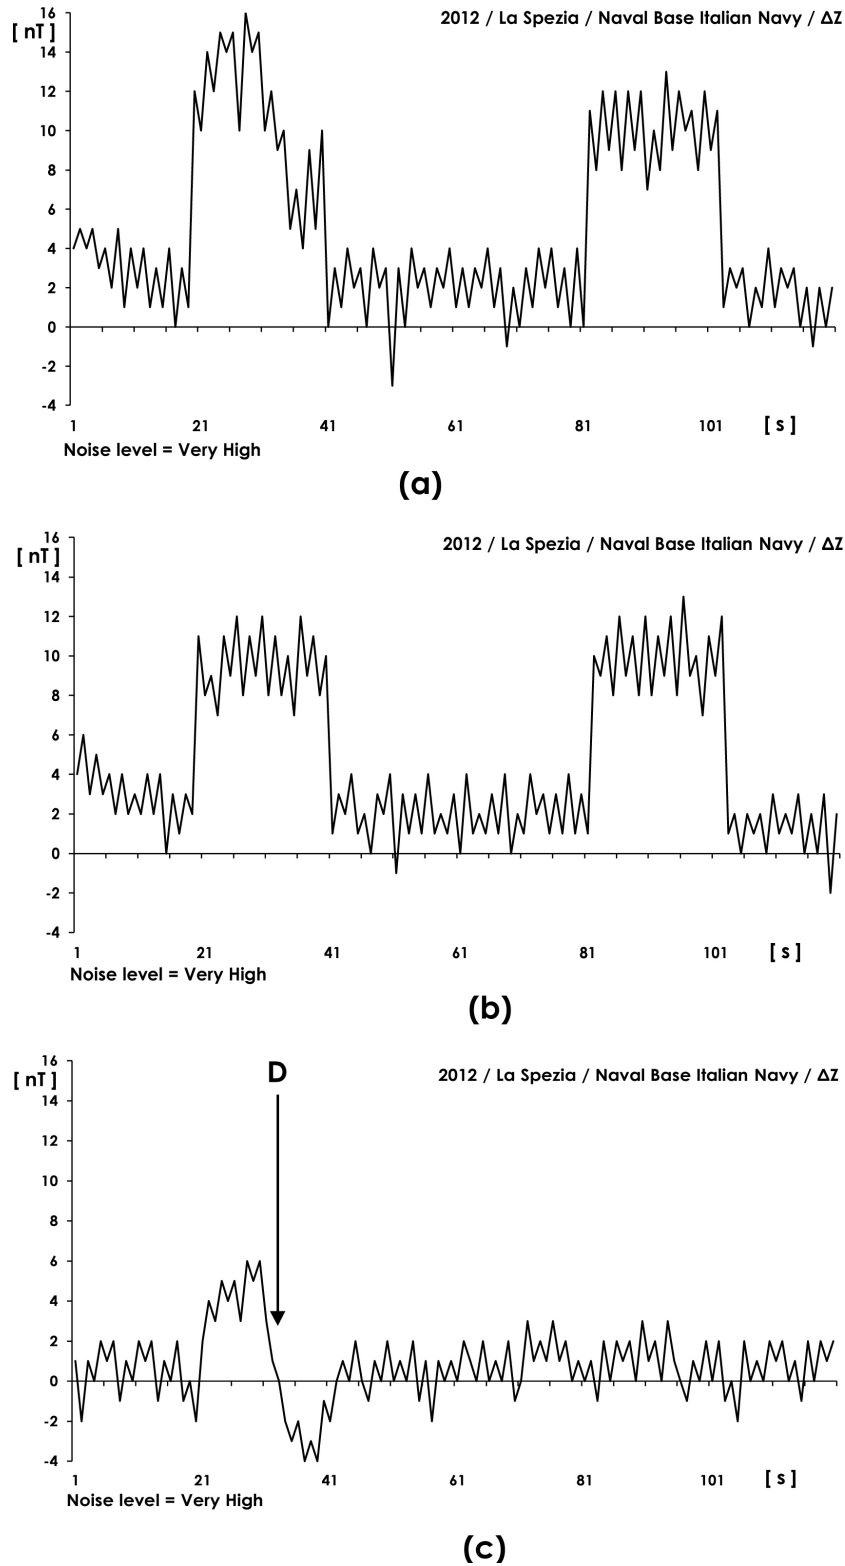 16
[ nT ]
2012 / La Spezia / Naval Base Italian Navy / ΔZ
14
12
10
8
6
4
2
0
-2
-4
1 21 41 61 81 101 [ s ]
Noise level = Very High
(a)
16
[ nT ]
2012 / La Spezia / Naval Base Italian Navy / ΔZ
14
12
10
8
6
4
2
0
-2
-4
1 21 41 61 81 101 [ s ]
Noise level = Very High
(b)
16
[ nT ]
D
2012 / La Spezia / Naval Base Italian Navy / ΔZ
14
12
10
8
6
4
2
0
-2
-4
1 21 41 61 81 101 [ s ]
Noise level = Very High
(c)